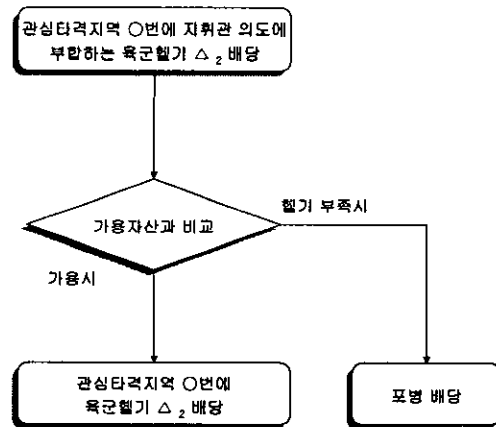 관심타격지역 ○번에 지휘관 의도에
부합하는 육군헬기 △ ₂ 배당
가용자산과 비교
헬기 부족시
가용시
관심타격지역 ○번에
육군헬기 △ ₂ 배당
포병 배당